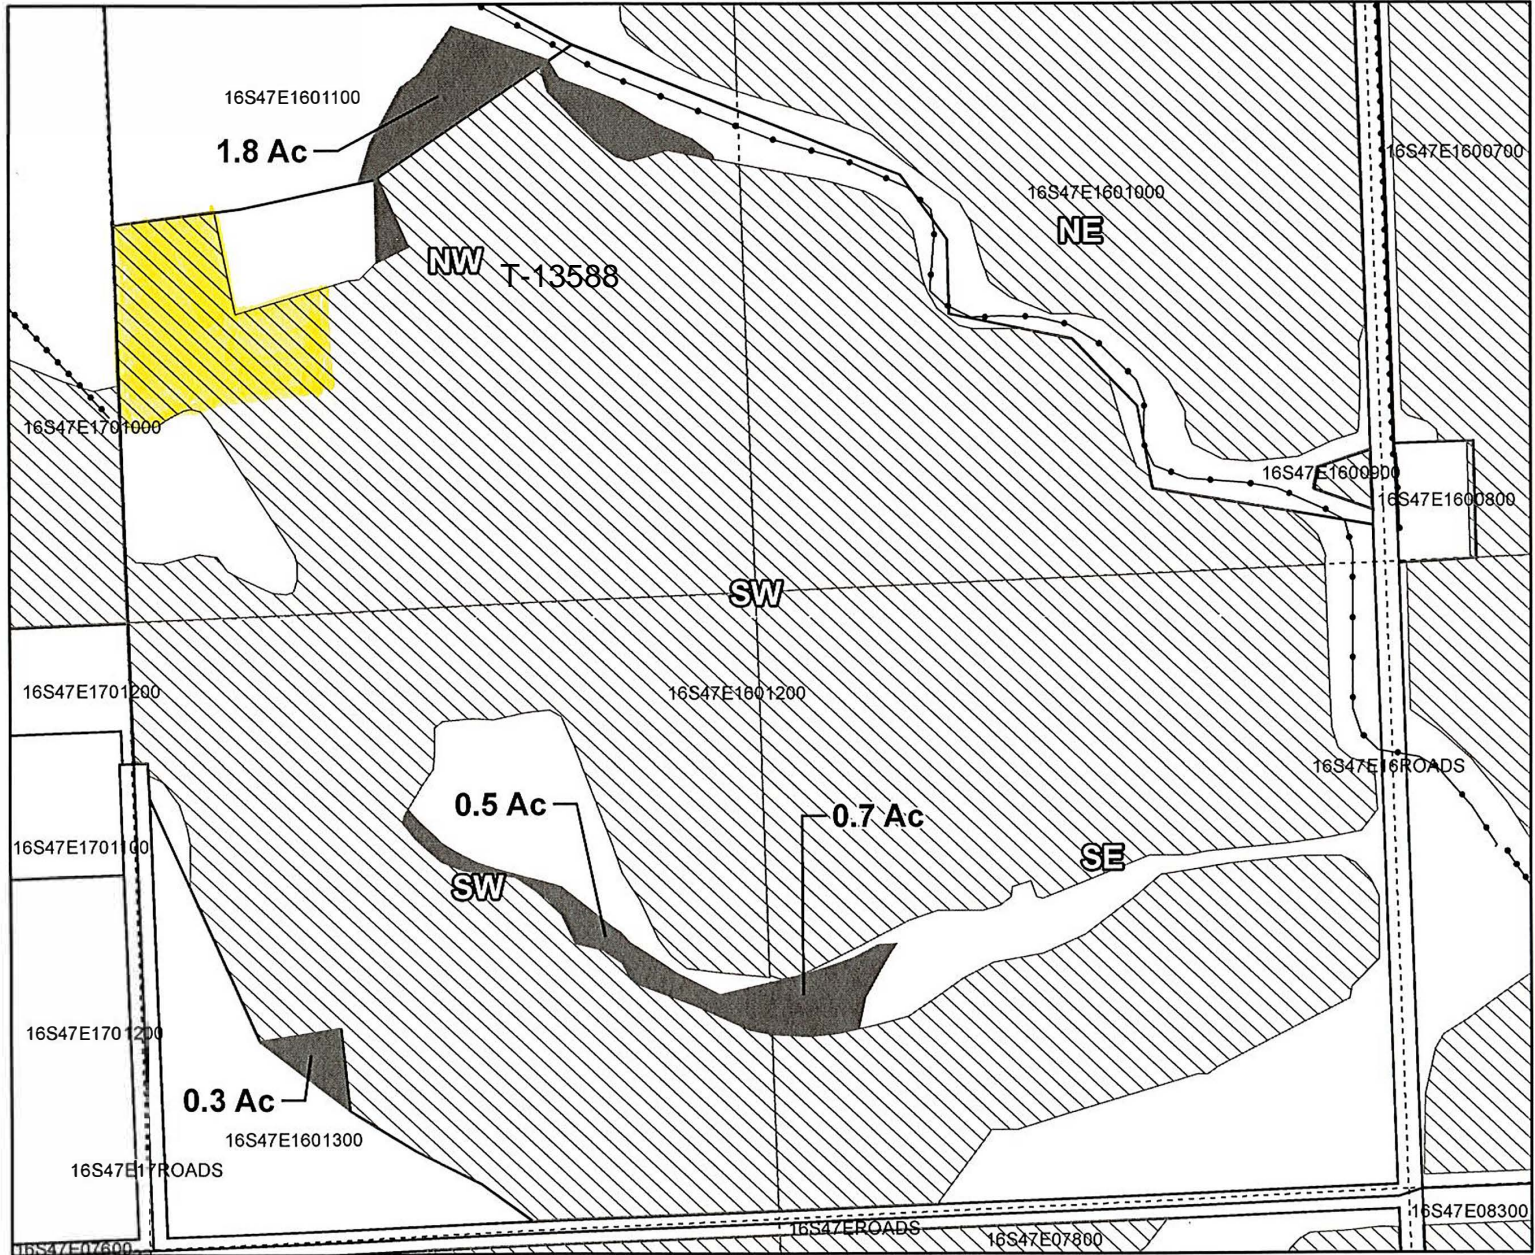 16S47E1601100
1.8 Ac
16S47E1600700
16S47E1601000
NE
NW
T-13588
16S47E1701000
16S47E1600900
16S47E1600800
SW
16S47E1701200
16S47E1601200
16S47E16ROADS
0.5 Ac
0.7 Ac
16S47E1701100
SE
SW
16S47E1701200
0.3 Ac
16S47E1601300
16S47E17ROADS
16S47E08300
16S47EROADS
16S47E07800
16S47E07600